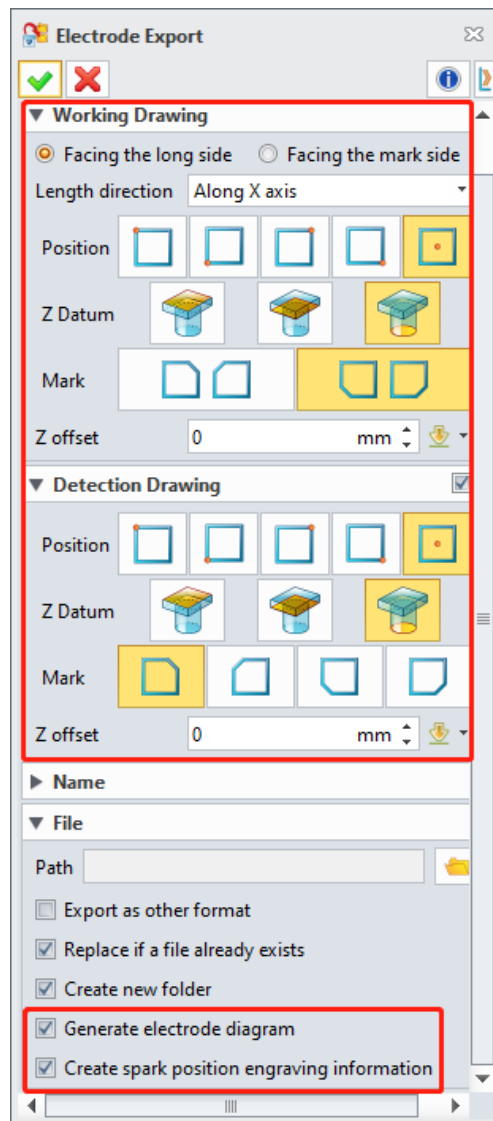 Electrode Export
Working Drawing
Facing the long side Facing the mark side
Length direction Along X axis
Position
Z Datum
Mark
Z offset 0 mm
Detection Drawing
Position
Z Datum
Mark
Z offset 0 mm
Name
File
Path
Export as other format
Replace if a file already exists
Create new folder
Generate electrode diagram
Create spark position engraving information